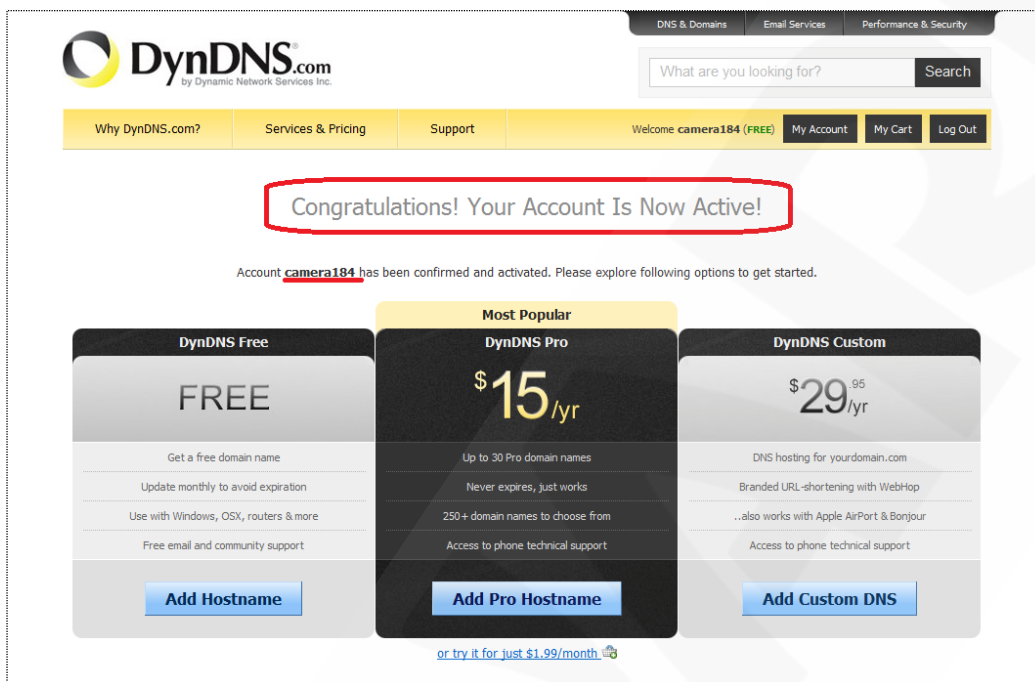 DNS & Domains Email Services Performance & Security
DynDNS.com
by Dynamic Network Services Inc.
What are you looking for? Search
Why DynDNS.com? Services & Pricing Support Welcome camera184 (FREE) My Account My Cart Log Out
Congratulations! Your Account Is Now Active!
Account camera184 has been confirmed and activated. Please explore following options to get started.
Most Popular
DynDNS Free DynDNS Pro DynDNS Custom
FREE $15/yr $29.95/yr
Get a free domain name Up to 30 Pro domain names DNS hosting for yourdomain.com
Update monthly to avoid expiration Never expires, just works Branded URL-shortening with WebHop
Use with Windows, OSX, routers & more 250+ domain names to choose from ..also works with Apple AirPort & Bonjour
Free email and community support Access to phone technical support Access to phone technical support
Add Hostname Add Pro Hostname Add Custom DNS
or try it for just $1.99/month